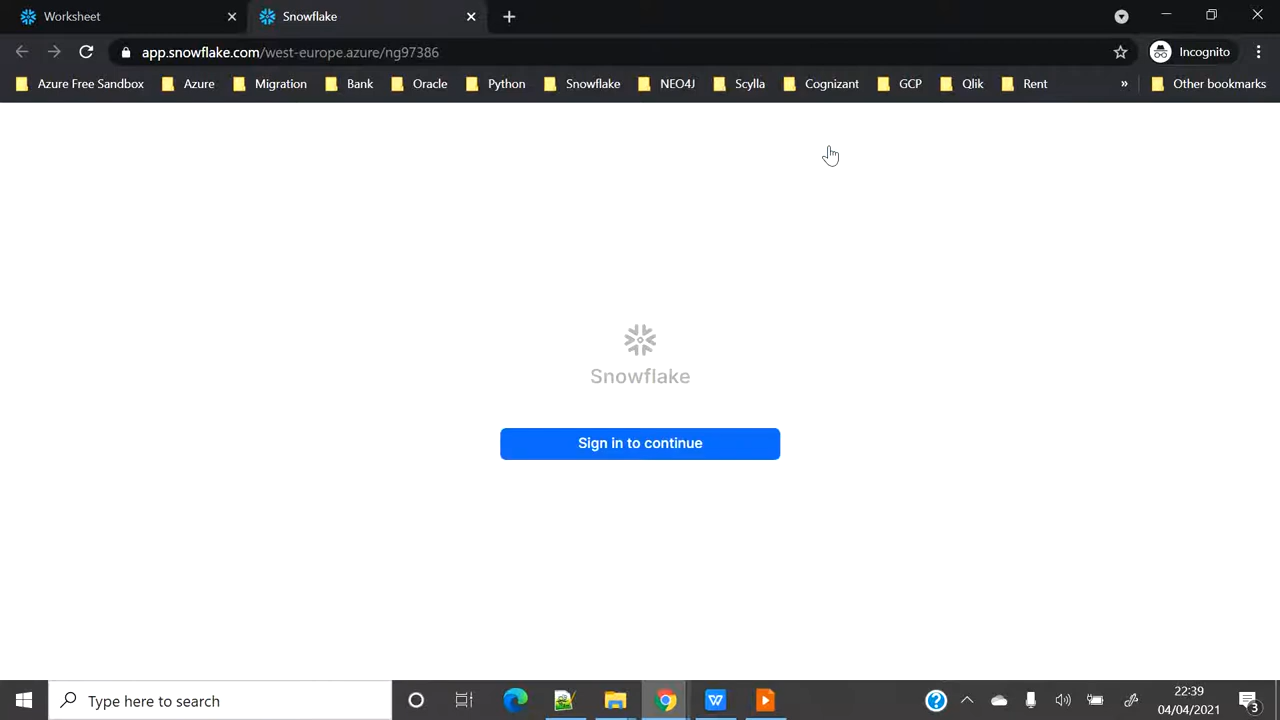 Worksheet
Snowflake
app.snowflake.com/west-europe.azure/ng97386
Incognito
Azure Free Sandbox
Azure
Migration
Bank
Oracle
Python
Snowflake
NEO4J
Scylla
Cognizant
GCP
Qlik
Rent
»
Other bookmarks
Snowflake
Sign in to continue
Type here to search
22:39
04/04/2021
3